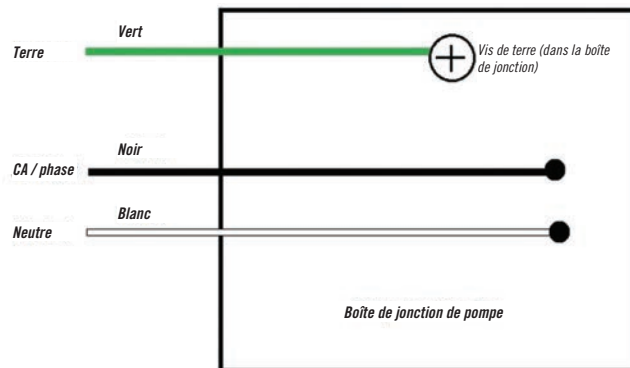 Vert
Terre
Vis de terre (dans la boîte
de jonction)
Noir
CA / phase
Blanc
Neutre
Boîte de jonction de pompe